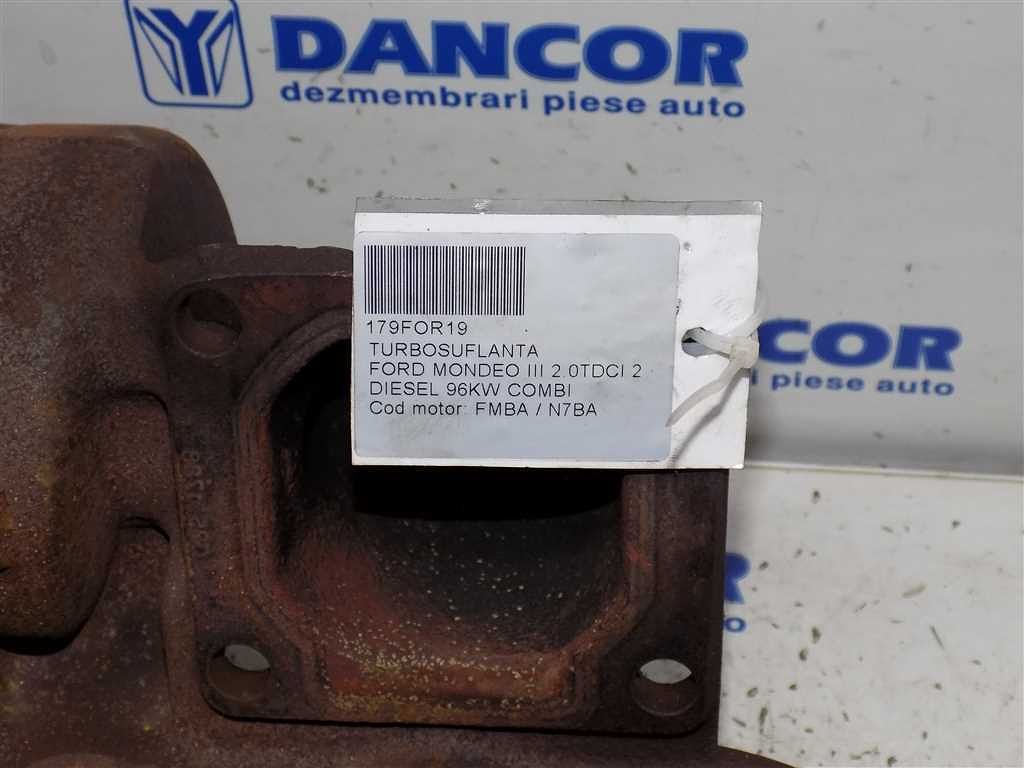 DANCOR
dezmembrari piese auto
179FOR19
TURBOSUFLANTA
FORD MONDEO III 2.0TDCI 2
DIESEL 96KW COMBI
Cod motor: FMBA / N7BA
COR
piese auto
R
to